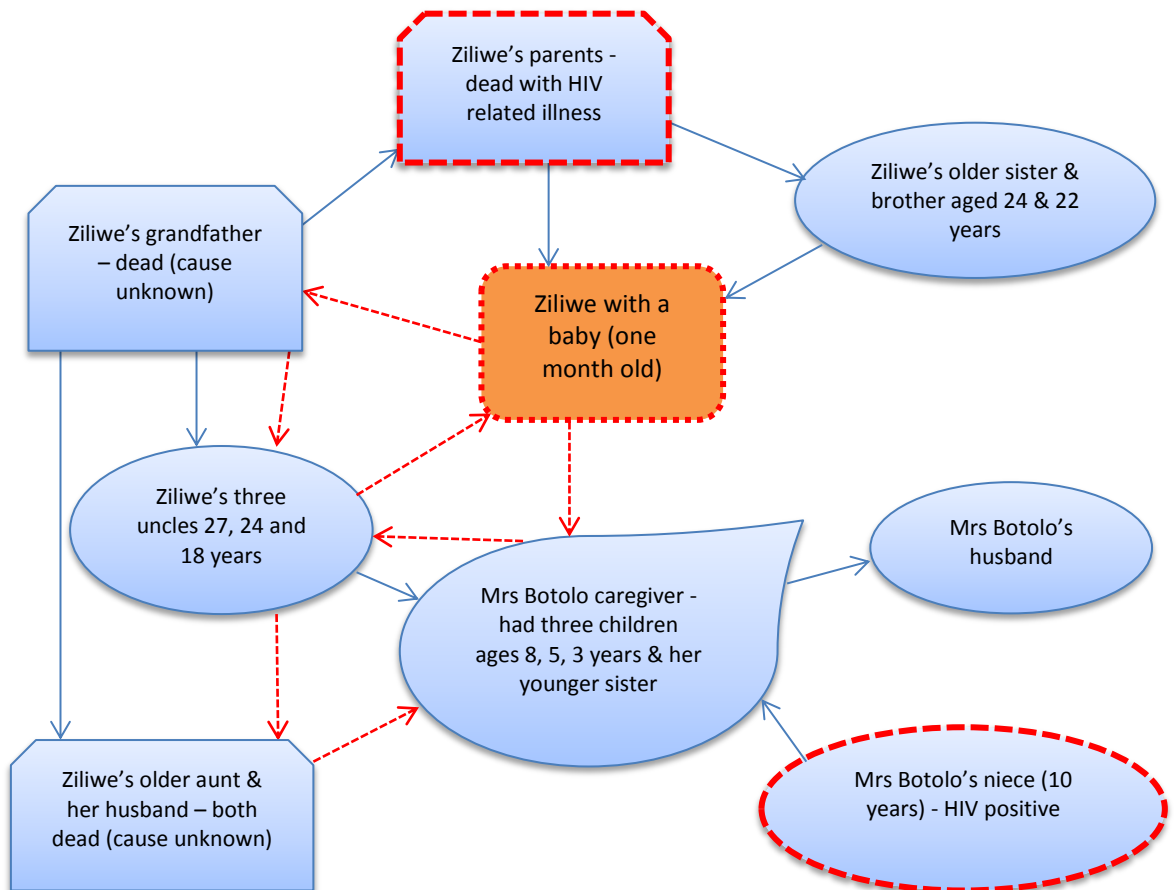 Ziliwe’s parents -
dead with HIV
related illness
Ziliwe’s older sister &
brother aged 24 & 22
years
Ziliwe’s grandfather
– dead (cause
unknown)
Ziliwe with a
baby (one
month old)
Ziliwe’s three
uncles 27, 24 and
18 years
Mrs Botolo’s
husband
Mrs Botolo caregiver -
had three children
ages 8, 5, 3 years & her
younger sister
Ziliwe’s older aunt &
her husband – both
dead (cause unknown)
Mrs Botolo’s niece (10
years) - HIV positive